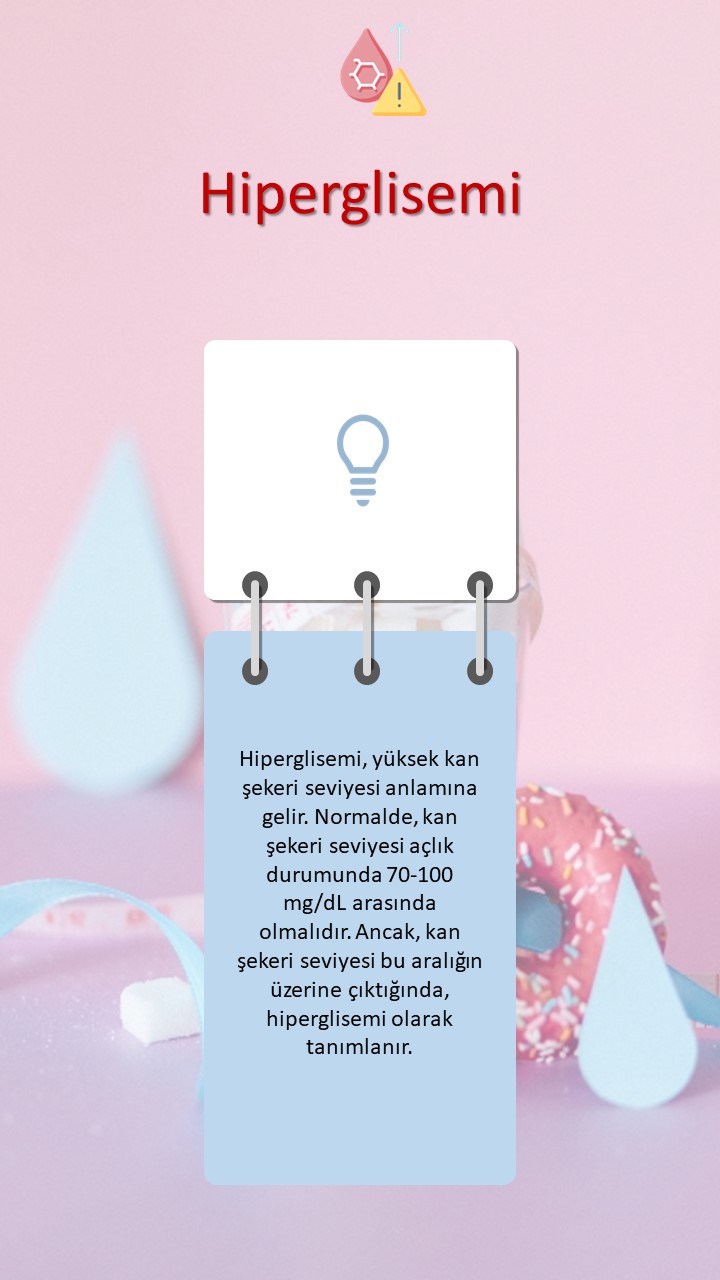 Hiperglisemi
Hiperglisemi, yüksek kan
şekeri seviyesi anlamına
gelir. Normalde, kan
şekeri seviyesi açlık
durumunda 70-100
mg/dL arasında
olmalıdır. Ancak, kan
şekeri seviyesi bu aralığın
üzerine çıktığında,
hiperglisemi olarak
tanımlanır.